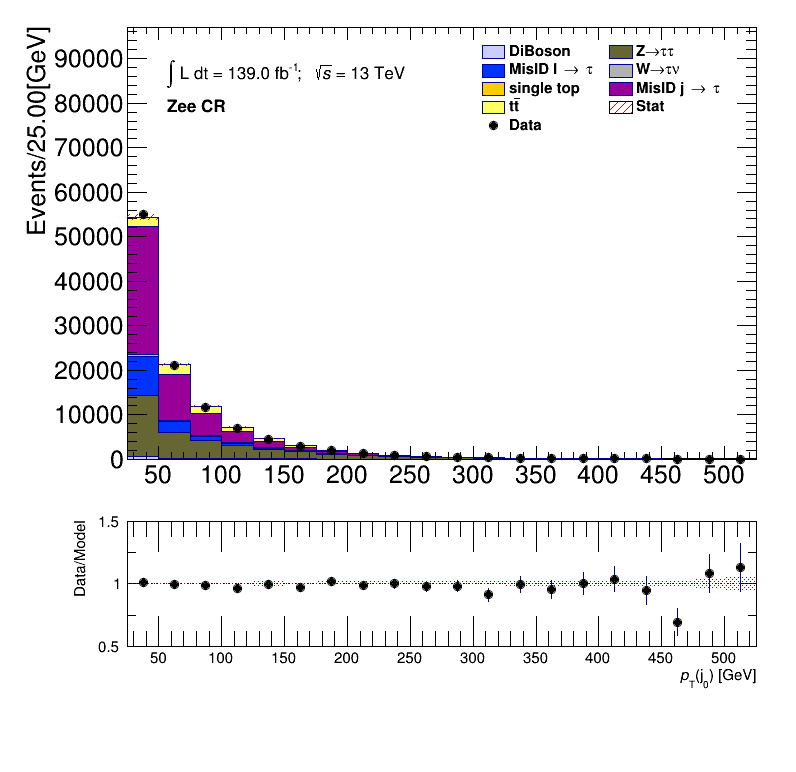 Events/25.00[GeV]
90000
80000
70000
60000
50000
40000
30000
20000
10000
0
∫ L dt = 139.0 fb⁻¹; √s = 13 TeV
Zee CR
DiBoson
MisID l → τ
single top
tt̄
Data
Z→ττ
W→τν
MisID j → τ
Stat
50 100 150 200 250 300 350 400 450 500
Data/Model
1.5
1
0.5
50 100 150 200 250 300 350 400 450 500
p_T(j_0) [GeV]